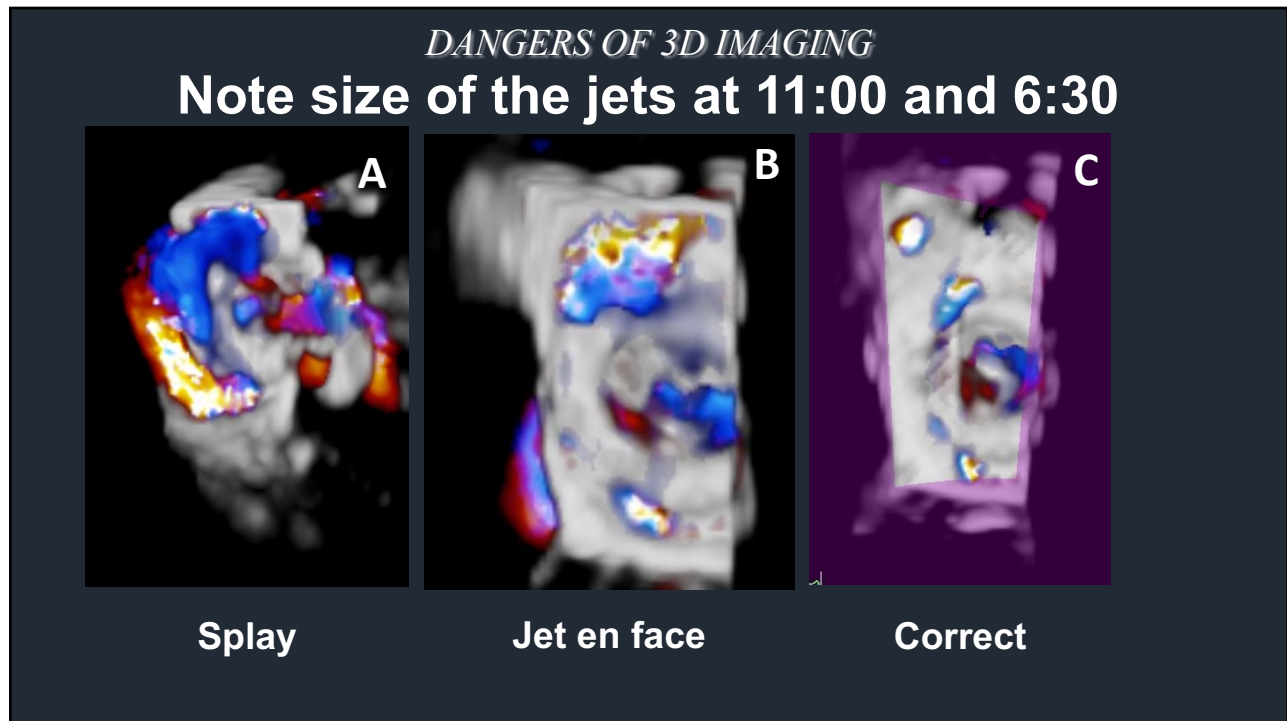 DANGERS OF 3D IMAGING
Note size of the jets at 11:00 and 6:30
A
B
C
Splay
Jet en face
Correct